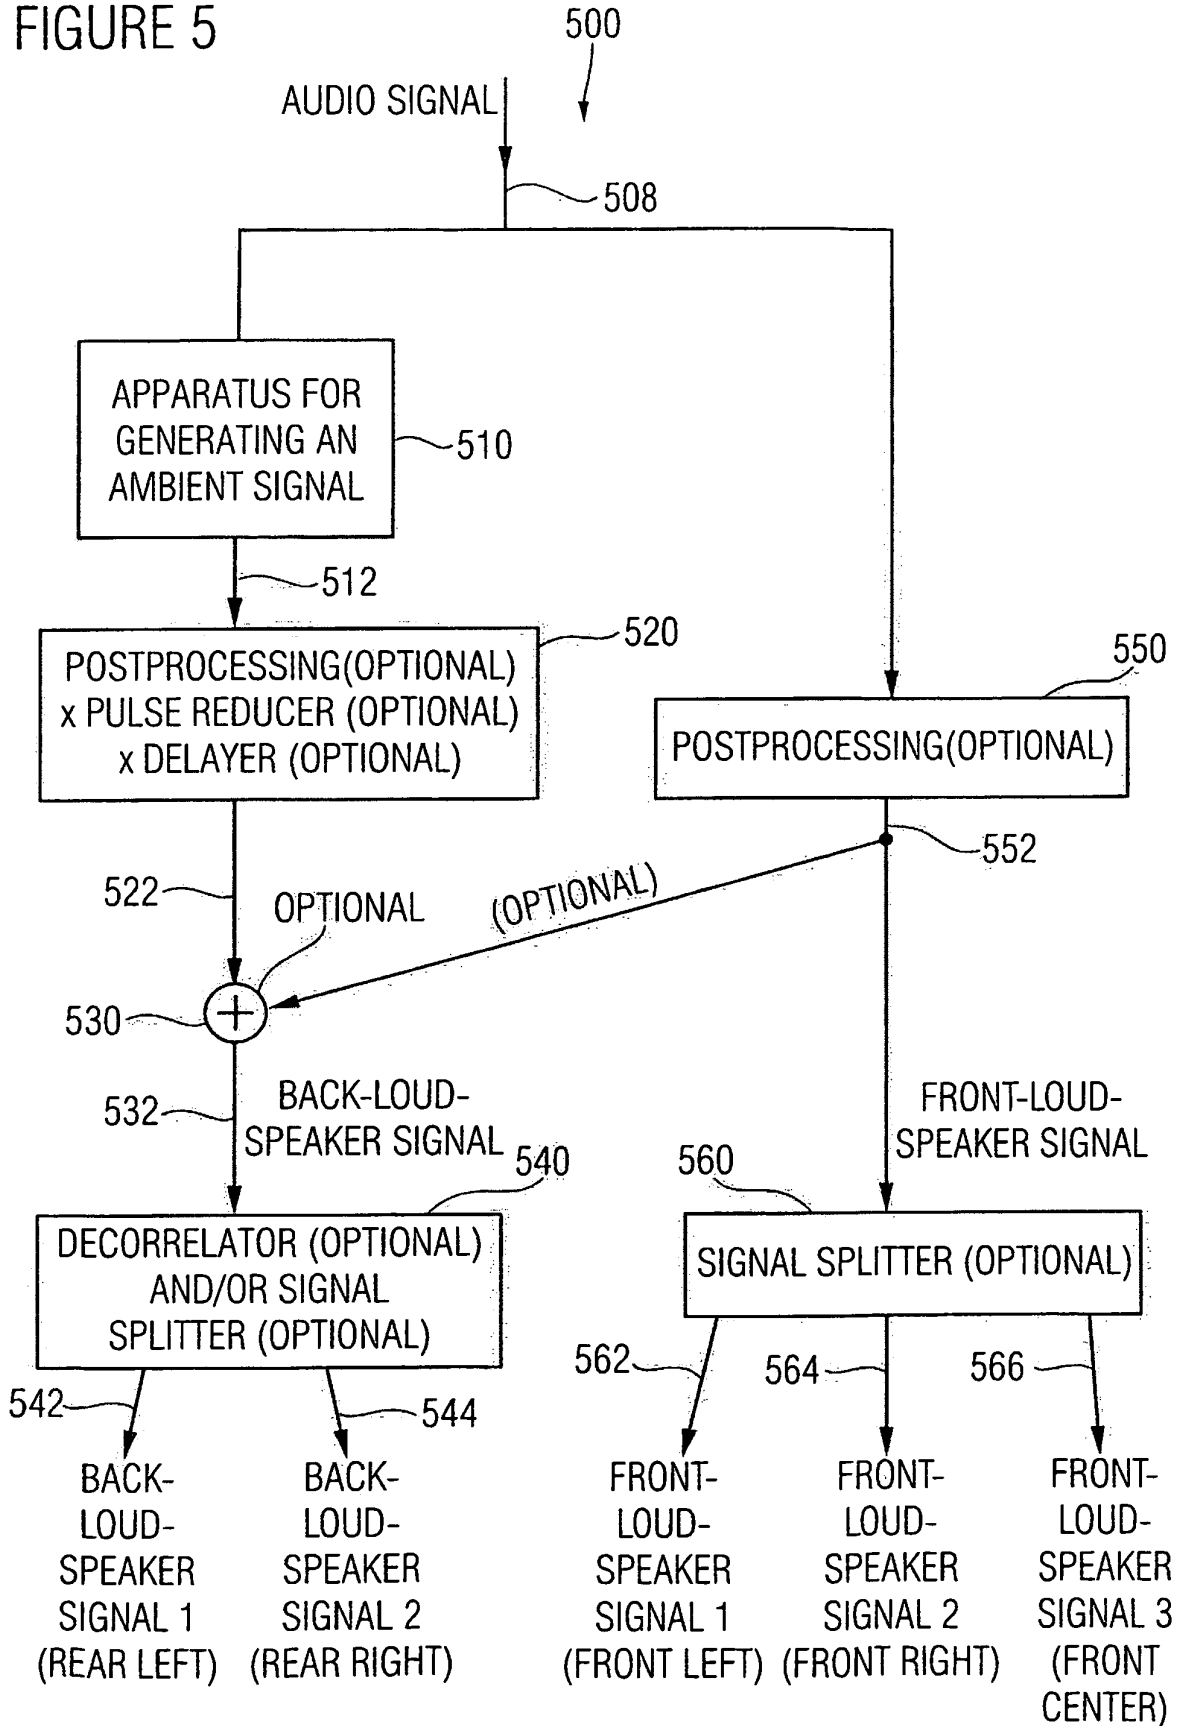 FIGURE 5
500
AUDIO SIGNAL
508
APPARATUS FOR
GENERATING AN
AMBIENT SIGNAL
510
512
520
POSTPROCESSING(OPTIONAL)
x PULSE REDUCER (OPTIONAL)
x DELAYER (OPTIONAL)
550
POSTPROCESSING(OPTIONAL)
552
522
OPTIONAL
(OPTIONAL)
530
+
532
BACK-LOUD-
SPEAKER SIGNAL
FRONT-LOUD-
SPEAKER SIGNAL
540
560
DECORRELATOR (OPTIONAL)
AND/OR SIGNAL
SPLITTER (OPTIONAL)
SIGNAL SPLITTER (OPTIONAL)
542
544
562
564
566
BACK-
LOUD-
SPEAKER
SIGNAL 1
(REAR LEFT)
BACK-
LOUD-
SPEAKER
SIGNAL 2
(REAR RIGHT)
FRONT-
LOUD-
SPEAKER
SIGNAL 1
(FRONT LEFT)
FRONT-
LOUD-
SPEAKER
SIGNAL 2
(FRONT RIGHT)
FRONT-
LOUD-
SPEAKER
SIGNAL 3
(FRONT
CENTER)